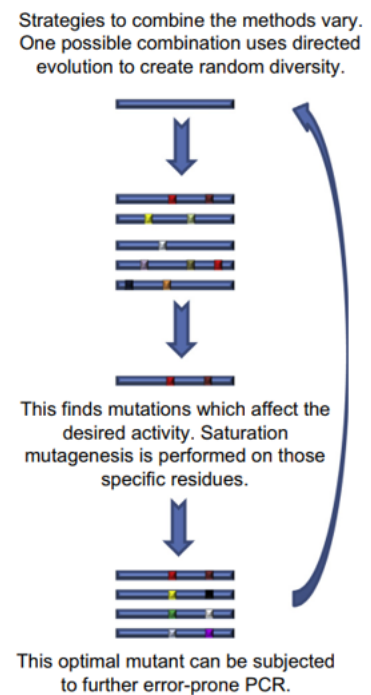 Strategies to combine the methods vary.
One possible combination uses directed
evolution to create random diversity.
This finds mutations which affect the
desired activity. Saturation
mutagenesis is performed on those
specific residues.
This optimal mutant can be subjected
to further error-prone PCR.